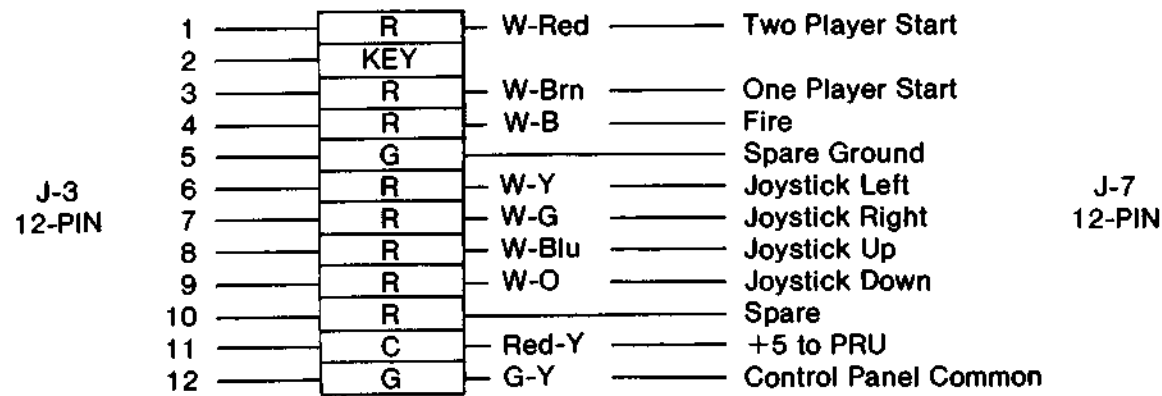 1 R W-Red Two Player Start
2 KEY
3 R W-Brn One Player Start
4 R W-B Fire
5 G Spare Ground
J-3 6 R W-Y Joystick Left J-7
12-PIN 7 R W-G Joystick Right 12-PIN
8 R W-Blu Joystick Up
9 R W-O Joystick Down
10 R Spare
11 C Red-Y +5 to PRU
12 G G-Y Control Panel Common